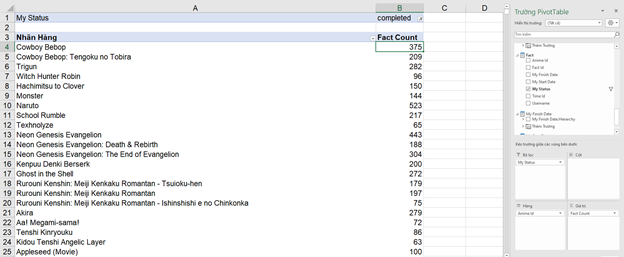 A B C D
1 My Status completed
2
3 Nhãn Hàng Fact Count
4 Cowboy Bebop 375
5 Cowboy Bebop: Tengoku no Tobira 209
6 Trigun 282
7 Witch Hunter Robin 96
8 Hachimitsu to Clover 150
9 Monster 144
10 Naruto 523
11 School Rumble 217
12 Texhnolyze 65
13 Neon Genesis Evangelion 443
14 Neon Genesis Evangelion: Death & Rebirth 188
15 Neon Genesis Evangelion: The End of Evangelion 304
16 Kenpuu Denki Berserk 200
17 Ghost in the Shell 272
18 Rurouni Kenshin: Meiji Kenkaku Romantan - Tsuioku-hen 179
19 Rurouni Kenshin: Meiji Kenkaku Romantan 197
20 Rurouni Kenshin: Meiji Kenkaku Romantan - Ishinshishi e no Chinkonka 75
21 Akira 279
22 Aa! Megami-sama! 72
23 Tenshi Kinryouku 86
24 Kidou Tenshi Angelic Layer 63
25 Appleseed (Movie) 100
Trường PivotTable
Hiển thị trường: (Tất cả)
Tìm kiếm
Thêm Trường
Fact
Anime Id
Fact Id
My Finish Date
My Start Date
My Status
Time Id
Username
My Finish Date
My Finish Date.Hierarchy
Thêm Trường
Kéo trường giữa các vùng bên dưới:
Bộ lọc Cột
My Status
Hàng Giá trị
Anime Id Fact Count